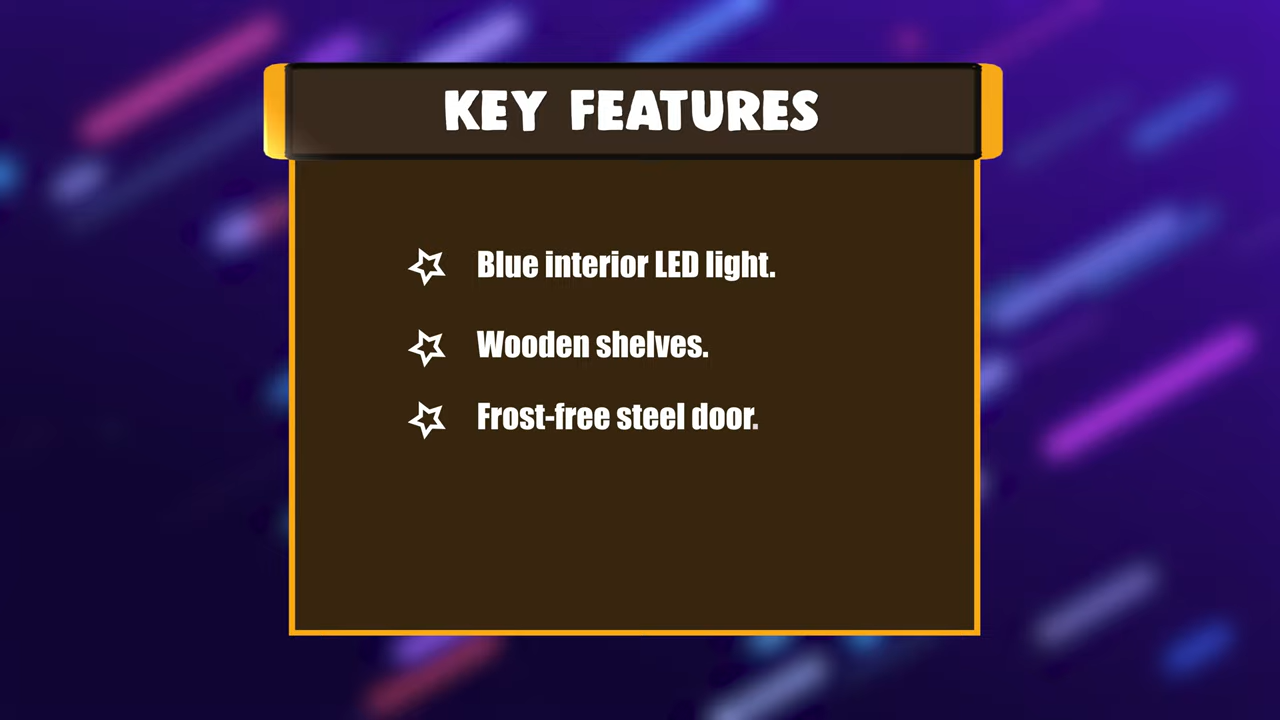 KEY FEATURES
Blue interior LED light.
Wooden shelves.
Frost-free steel door.